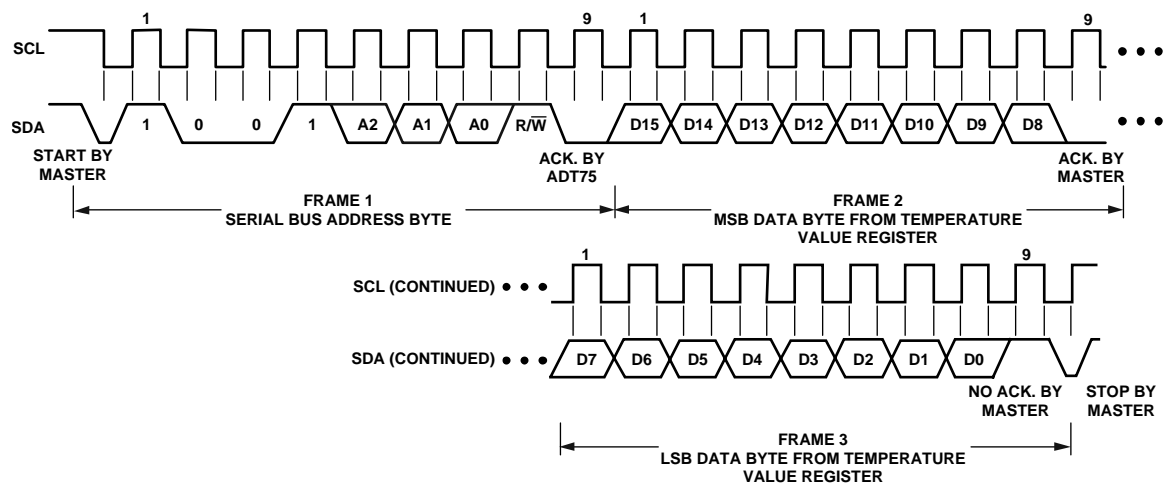 1 9 1 9
SCL
SDA 1 0 0 1 A2 A1 A0 R/W̅ D15 D14 D13 D12 D11 D10 D9 D8
START BY
MASTER
ACK. BY
ADT75
ACK. BY
MASTER
FRAME 1
SERIAL BUS ADDRESS BYTE
FRAME 2
MSB DATA BYTE FROM TEMPERATURE
VALUE REGISTER
1 9
SCL (CONTINUED)
SDA (CONTINUED) D7 D6 D5 D4 D3 D2 D1 D0
NO ACK. BY
MASTER
STOP BY
MASTER
FRAME 3
LSB DATA BYTE FROM TEMPERATURE
VALUE REGISTER